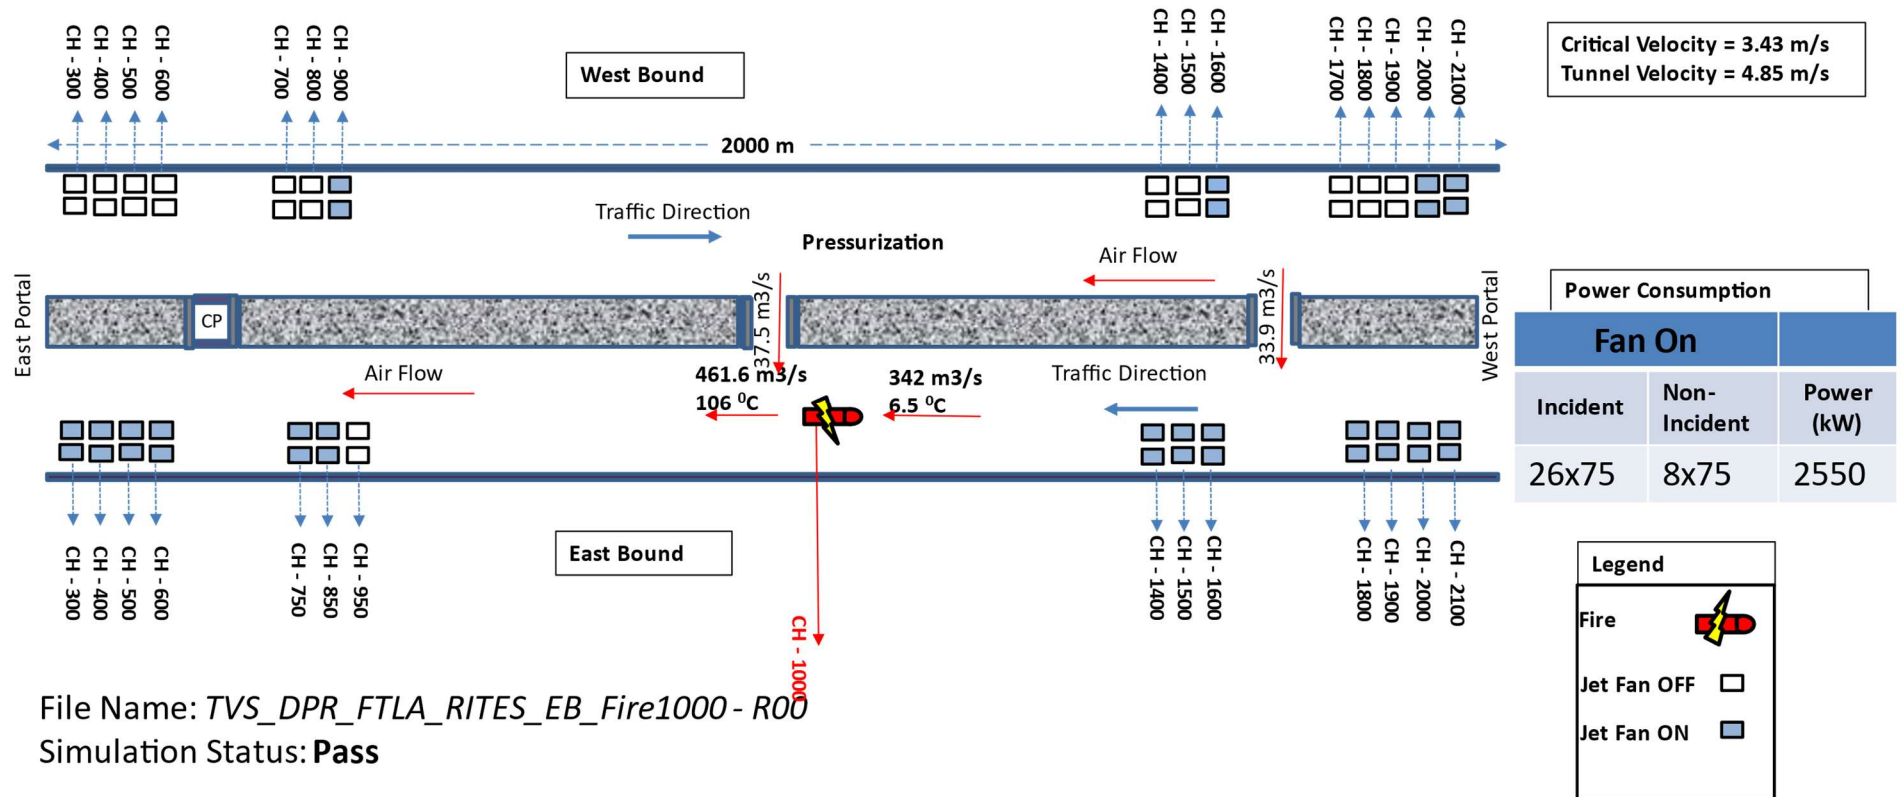 CH - 300
CH - 400
CH - 500
CH - 600
CH - 700
CH - 800
CH - 900
West Bound
CH - 1400
CH - 1500
CH - 1600
CH - 1700
CH - 1800
CH - 1900
CH - 2000
CH - 2100
Critical Velocity = 3.43 m/s
Tunnel Velocity = 4.85 m/s
2000 m
Traffic Direction
Pressurization
Air Flow
East Portal
CP
37.5 m3/s
33.9 m3/s
West Portal
Air Flow
461.6 m3/s
106 ⁰C
342 m3/s
6.5 ⁰C
Traffic Direction
Power Consumption
Fan On
Incident Non-Incident Power (kW)
26x75 8x75 2550
CH - 300
CH - 400
CH - 500
CH - 600
CH - 750
CH - 850
CH - 950
East Bound
CH - 1000
CH - 1400
CH - 1500
CH - 1600
CH - 1800
CH - 1900
CH - 2000
CH - 2100
Legend
Fire
Jet Fan OFF
Jet Fan ON
File Name: TVS_DPR_FTLA_RITES_EB_Fire1000 - R00
Simulation Status: Pass